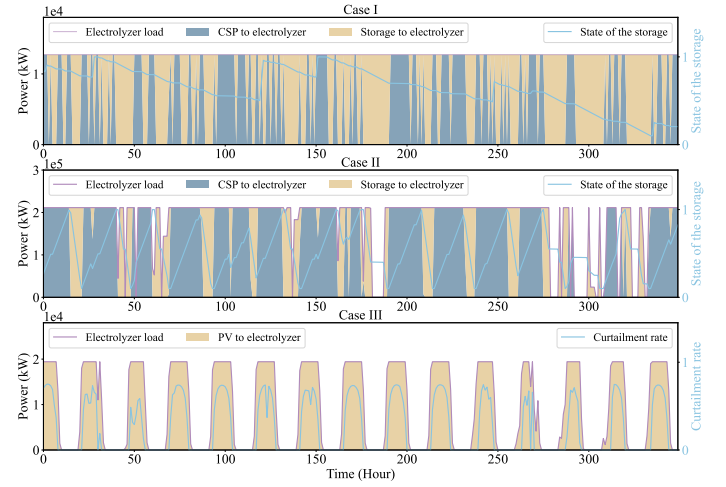 Case I
1e4
Electrolyzer load CSP to electrolyzer Storage to electrolyzer State of the storage
Power (kW)
1
0
1
0
State of the storage
0 50 100 150 200 250 300
Case II
1e5
Electrolyzer load CSP to electrolyzer Storage to electrolyzer State of the storage
Power (kW)
3
2
1
0
1
0
State of the storage
0 50 100 150 200 250 300
Case III
1e4
Electrolyzer load PV to electrolyzer Curtailment rate
Power (kW)
2
1
0
1
0
Curtailment rate
0 50 100 150 200 250 300
Time (Hour)